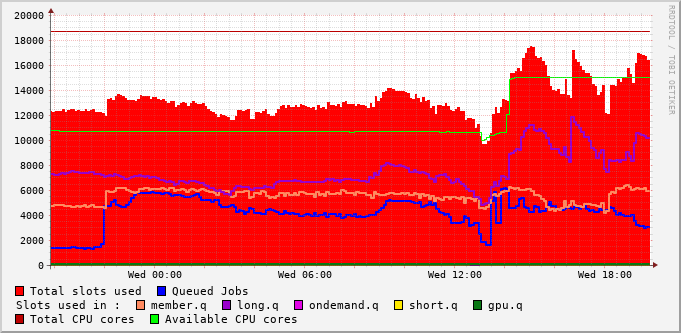 20000
18000
16000
14000
12000
10000
8000
6000
4000
2000
0
Wed 00:00 Wed 06:00 Wed 12:00 Wed 18:00
RRDTOOL / TOBI OETIKER
Total slots used Queued Jobs
Slots used in : member.q long.q ondemand.q short.q gpu.q
Total CPU cores Available CPU cores